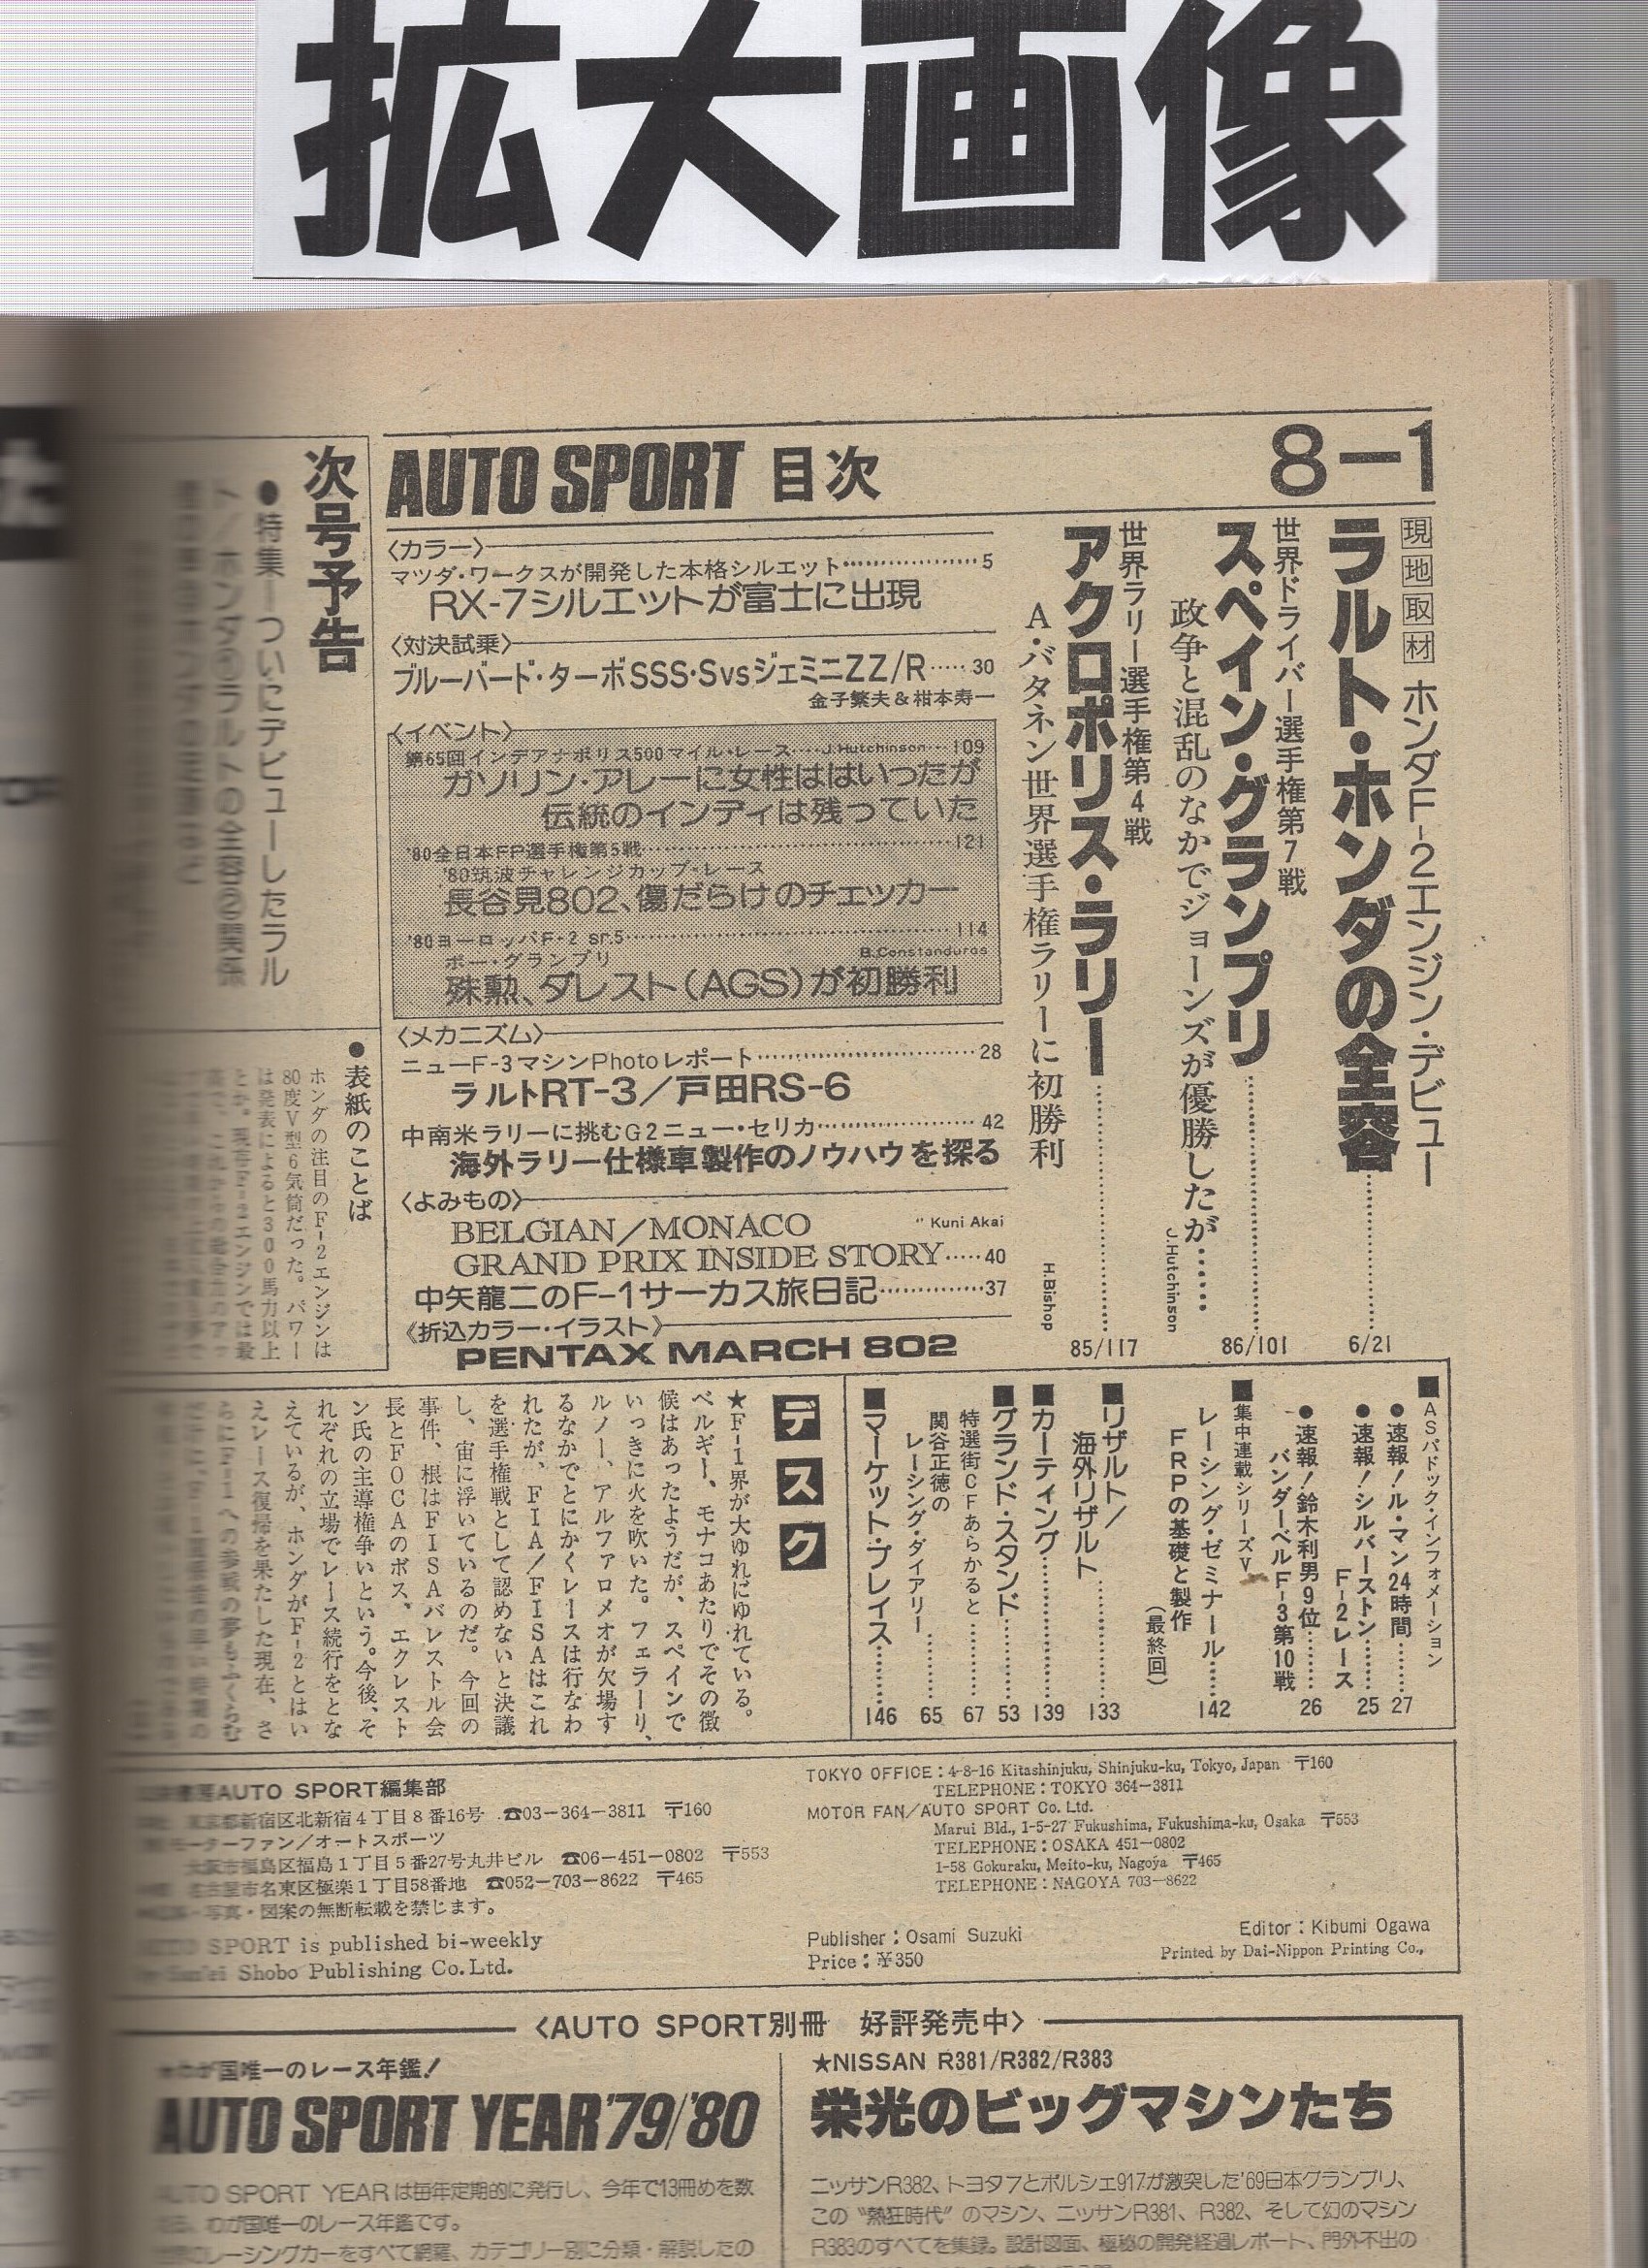 拡大画像
8-1
AUTO SPORT 目次
現地取材 ホンダF-2エンジン・デビュー
ラルト・ホンダの全容 6/21
世界ドライバー選手権第7戦
スペイン・グランプリ 86/101
政争と混乱のなかでジョーンズが優勝したが……
J.Hutchinson
世界ラリー選手権第4戦
アクロポリス・ラリー 85/117
A・バタネン世界選手権ラリーに初勝利
H.Bishop
〈カラー〉
マツダ・ワークスが開発した本格シルエット 5
RX-7シルエットが富士に出現
〈対決試乗〉
ブルーバード・ターボSSS・SvsジェミニZZ/R 30
金子繁夫＆柑本寿一
〈イベント〉
第65回インデアナポリス500マイル・レース J.Hutchinson 109
ガソリン・アレーに女性ははいったが
伝統のインディは残っていた
'80全日本FP選手権第5戦 121
'80筑波チャレンジカップ・レース
長谷見802、傷だらけのチェッカー
'80ヨーロッパF・2 sr.5 114
ポー・グランプリ B.Constanduros
殊勲、ダレスト(AGS)が初勝利
〈メカニズム〉
ニューF-3マシンPhotoレポート 28
ラルトRT-3／戸田RS-6
中南米ラリーに挑むG2ニュー・セリカ 42
海外ラリー仕様車製作のノウハウを探る
〈よみもの〉
BELGIAN／MONACO Kuni Akai
GRAND PRIX INSIDE STORY 40
中矢龍二のF-1サーカス旅日記 37
《折込カラー・イラスト》
PENTAX MARCH 802
次号予告
●特集—ついにデビューしたラル
ト／ホンダ①ラルトの全容②関係
●表紙のことば
ホンダの注目のF-2エンジンは
80度V型6気筒だった。パワー
は発表によると300馬力以上
とか。現存F-2エンジンでは最
■ASパドック・インフォメーション
●速報！ル・マン24時間 27
●速報！シルバーストン
F-2レース 25
●速報！鈴木利男9位
バンダーベルF-3第10戦 26
■集中連載シリーズV
レーシング・ゼミナール 142
FRPの基礎と製作
（最終回）
■リザルト／
海外リザルト 133
■カーティング 139
■グランド・スタンド 53
特選街CFあらかると 67
関谷正徳の
レーシング・ダイアリー 65
■マーケット・プレイス 146
デスク
★F-1界が大ゆれにゆれている。
ベルギー、モナコあたりでその徴
候はあったようだが、スペインで
いっきに火を吹いた。フェラーリ、
ルノー、アルファロメオが欠場す
るなかでとにかくレースは行なわ
れたが、FIA/FISAはこれ
を選手権戦として認めないと決議
し、宙に浮いているのだ。今回の
事件、根はFISAバレストル会
長とFOCAのボス、エクレスト
ン氏の主導権争いという。今後、そ
れぞれの立場でレース続行をとな
えているが、ホンダがF-2とはい
えレース復帰を果たした現在、さ
らにF-1への参戦の夢もふくらむ
AUTO SPORT編集部
東京都新宿区北新宿4丁目8番16号 ☎03-364-3811 〒160
モーターファン／オートスポーツ
大阪市福島区福島1丁目5番27号丸井ビル ☎06-451-0802 〒553
名古屋市名東区極楽1丁目58番地 ☎052-703-8622 〒465
写真・図案の無断転載を禁じます。
AUTO SPORT is published bi-weekly
by San'ei Shobo Publishing Co.Ltd.
TOKYO OFFICE：4-8-16 Kitashinjuku, Shinjuku-ku, Tokyo, Japan 〒160
TELEPHONE：TOKYO 364-3811
MOTOR FAN／AUTO SPORT Co. Ltd.
Marui Bld., 1-5-27 Fukushima, Fukushima-ku, Osaka 〒553
TELEPHONE：OSAKA 451-0802
1-58 Gokuraku, Meito-ku, Nagoya 〒465
TELEPHONE：NAGOYA 703-8622
Publisher：Osami Suzuki
Editor：Kibumi Ogawa
Price：¥350
Printed by Dai-Nippon Printing Co.,
〈AUTO SPORT別冊 好評発売中〉
★わが国唯一のレース年鑑！
AUTO SPORT YEAR'79/'80
AUTO SPORT YEARは毎年定期的に発行し、今年で13冊めを数
える、わが国唯一のレース年鑑です。
レーシングカーをすべて網羅、カテゴリー別に分類・解説したの
★NISSAN R381/R382/R383
栄光のビッグマシンたち
ニッサンR382、トヨタ7とポルシェ917が激突した'69日本グランプリ、
この“熱狂時代”のマシン、ニッサンR381、R382、そして幻のマシン
R383のすべてを集録。設計図面、極秘の開発経過レポート、門外不出の